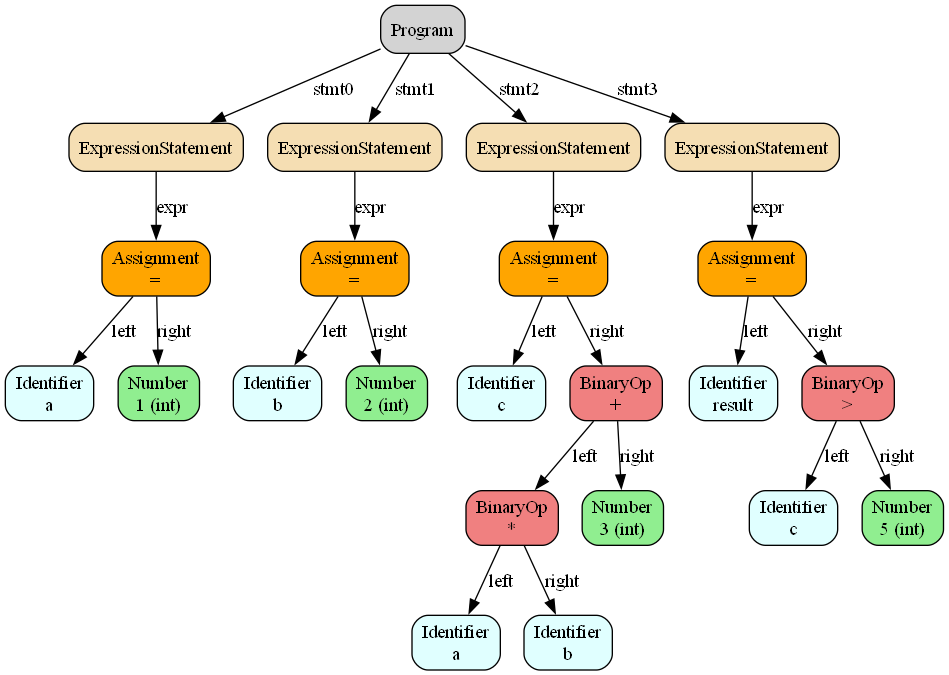 Program
stmt0
stmt1
stmt2
stmt3
ExpressionStatement
ExpressionStatement
ExpressionStatement
ExpressionStatement
expr
expr
expr
expr
Assignment
=
Assignment
=
Assignment
=
Assignment
=
left
right
left
right
left
right
left
right
Identifier
a
Number
1 (int)
Identifier
b
Number
2 (int)
Identifier
c
BinaryOp
+
Identifier
result
BinaryOp
>
left
right
left
right
BinaryOp
*
Number
3 (int)
Identifier
c
Number
5 (int)
left
right
Identifier
a
Identifier
b